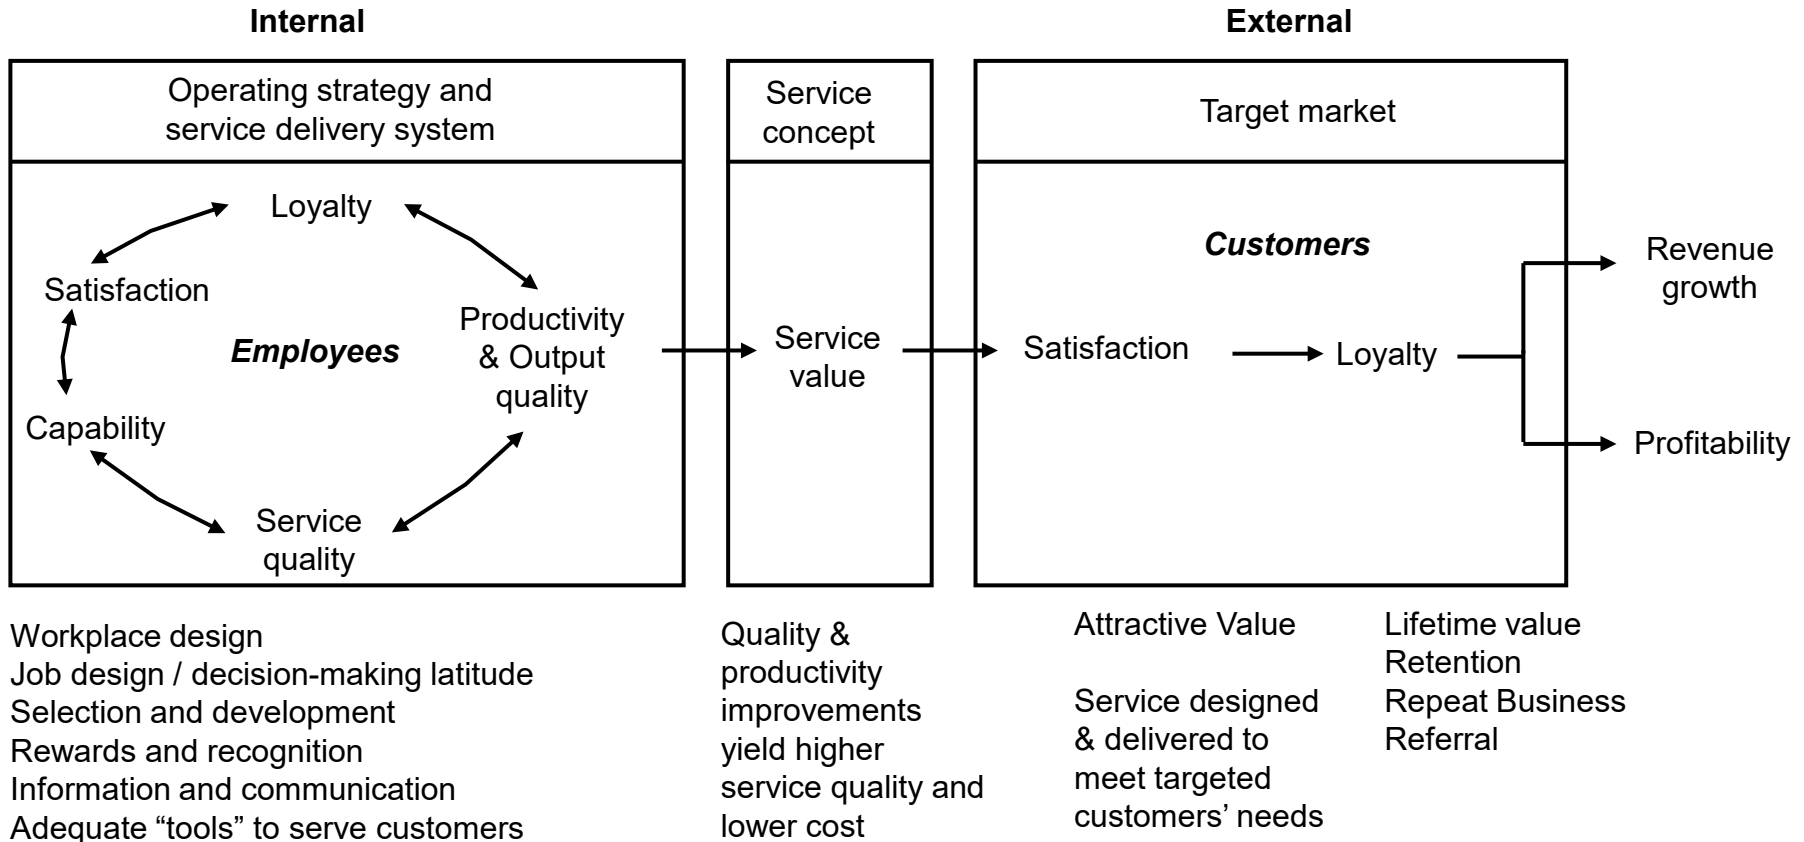 Internal
External
Operating strategy and
service delivery system
Service
concept
Target market
Loyalty
Satisfaction
Employees
Productivity
& Output
quality
Capability
Service
quality
Service
value
Customers
Satisfaction
Loyalty
Revenue
growth
Profitability
Workplace design
Job design / decision-making latitude
Selection and development
Rewards and recognition
Information and communication
Adequate “tools” to serve customers
Quality &
productivity
improvements
yield higher
service quality and
lower cost
Attractive Value
Service designed
& delivered to
meet targeted
customers’ needs
Lifetime value
Retention
Repeat Business
Referral